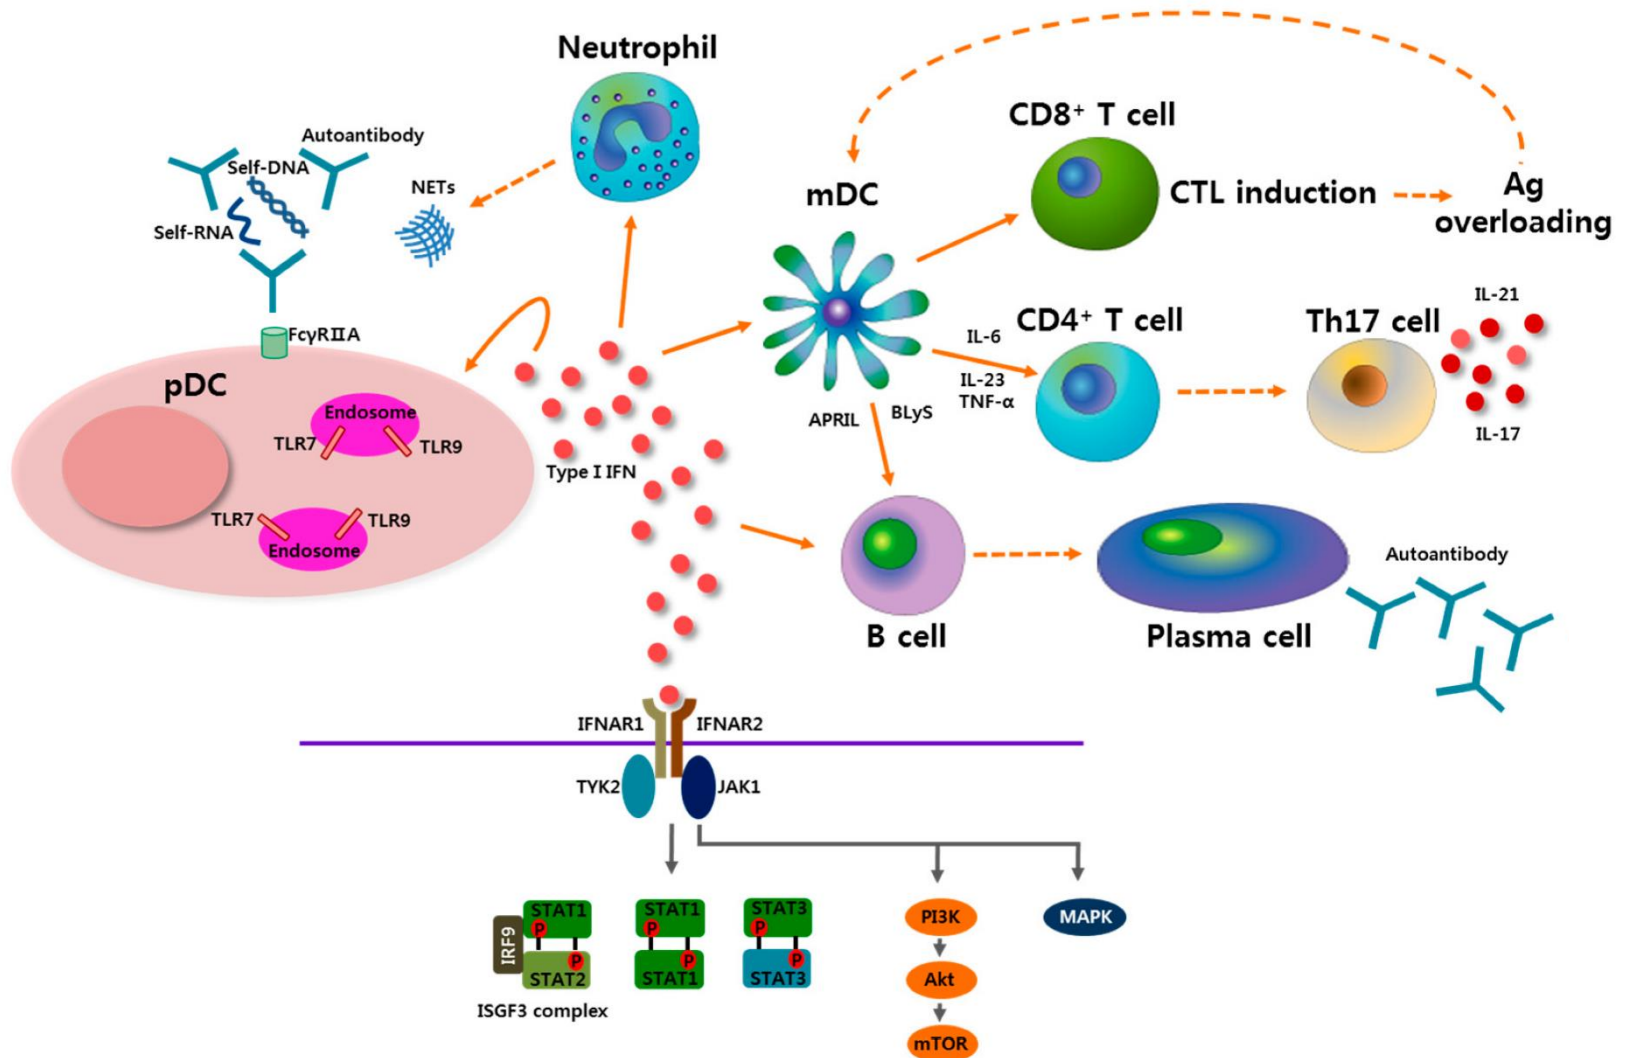 Neutrophil
Autoantibody
Self-DNA
NETs
Self-RNA
FcγRⅡA
pDC
Endosome
TLR7
TLR9
TLR7
TLR9
Endosome
Type I IFN
mDC
CD8⁺ T cell
CTL induction
Ag
overloading
IL-21
CD4⁺ T cell
Th17 cell
IL-6
IL-23
TNF-α
IL-17
APRIL
BLyS
B cell
Plasma cell
Autoantibody
IFNAR1
IFNAR2
TYK2
JAK1
IRF9
STAT1
P
P
STAT2
ISGF3 complex
STAT1
P
P
STAT1
STAT3
P
P
STAT3
PI3K
Akt
mTOR
MAPK